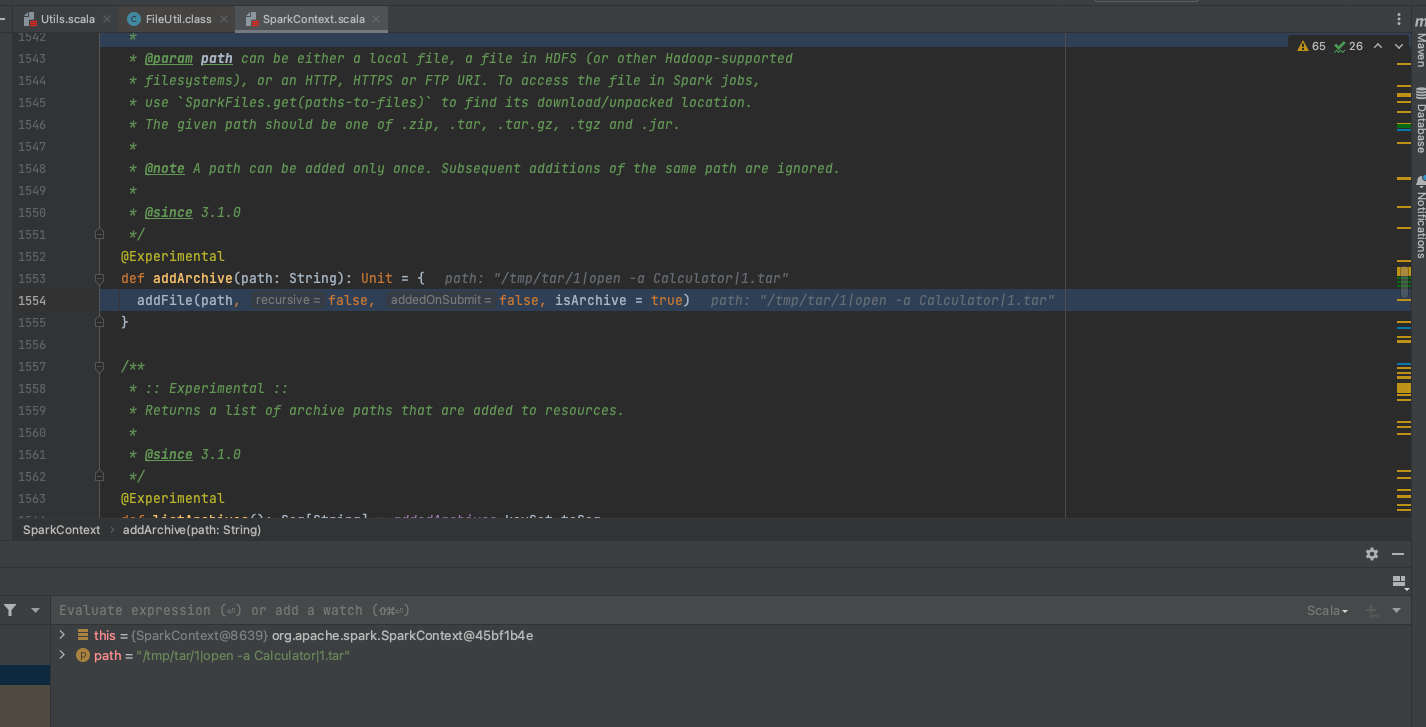 Utils.scala
FileUtil.class
SparkContext.scala
65
26
1542 *
1543 * @param path can be either a local file, a file in HDFS (or other Hadoop-supported
1544 * filesystems), or an HTTP, HTTPS or FTP URI. To access the file in Spark jobs,
1545 * use `SparkFiles.get(paths-to-files)` to find its download/unpacked location.
1546 * The given path should be one of .zip, .tar, .tar.gz, .tgz and .jar.
1547 *
1548 * @note A path can be added only once. Subsequent additions of the same path are ignored.
1549 *
1550 * @since 3.1.0
1551 */
1552 @Experimental
1553 def addArchive(path: String): Unit = { path: "/tmp/tar/1|open -a Calculator|1.tar"
1554 addFile(path, recursive = false, addedOnSubmit = false, isArchive = true) path: "/tmp/tar/1|open -a Calculator|1.tar"
1555 }
1556
1557 /**
1558 * :: Experimental ::
1559 * Returns a list of archive paths that are added to resources.
1560 *
1561 * @since 3.1.0
1562 */
1563 @Experimental
def listArchives(): Seq[String] = addedArchives.keySet.toSeq
SparkContext > addArchive(path: String)
Evaluate expression (⏎) or add a watch (⇧⌘⏎)
Scala
this = {SparkContext@8639} org.apache.spark.SparkContext@45bf1b4e
path = "/tmp/tar/1|open -a Calculator|1.tar"
m
Maven
Database
Notifications